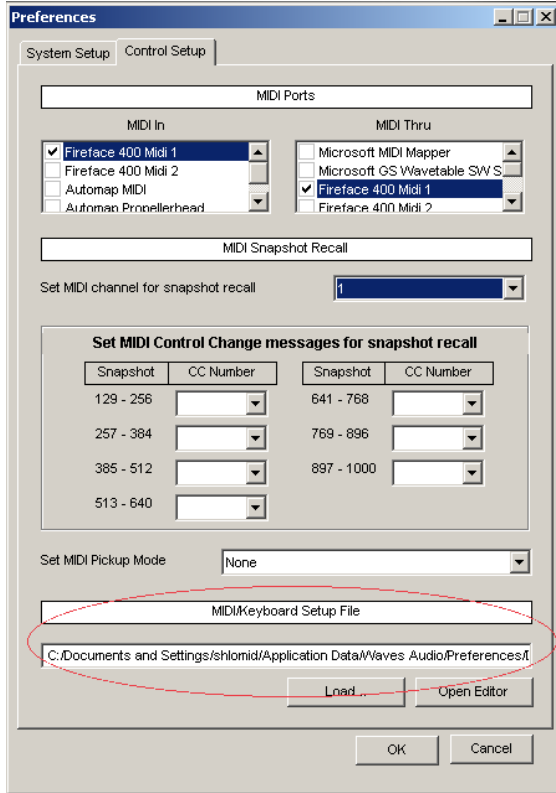 Preferences
System Setup Control Setup
MIDI Ports
MIDI In MIDI Thru
Fireface 400 Midi 1
Fireface 400 Midi 2
Automap MIDI
Automap Propellerhead
Microsoft MIDI Mapper
Microsoft GS Wavetable SW S
Fireface 400 Midi 1
Fireface 400 Midi 2
MIDI Snapshot Recall
Set MIDI channel for snapshot recall 1
Set MIDI Control Change messages for snapshot recall
Snapshot CC Number Snapshot CC Number
129 - 256 641 - 768
257 - 384 769 - 896
385 - 512 897 - 1000
513 - 640
Set MIDI Pickup Mode None
MIDI/Keyboard Setup File
C:/Documents and Settings/shlomid/Application Data/Waves Audio/Preferences/
Load... Open Editor
OK Cancel